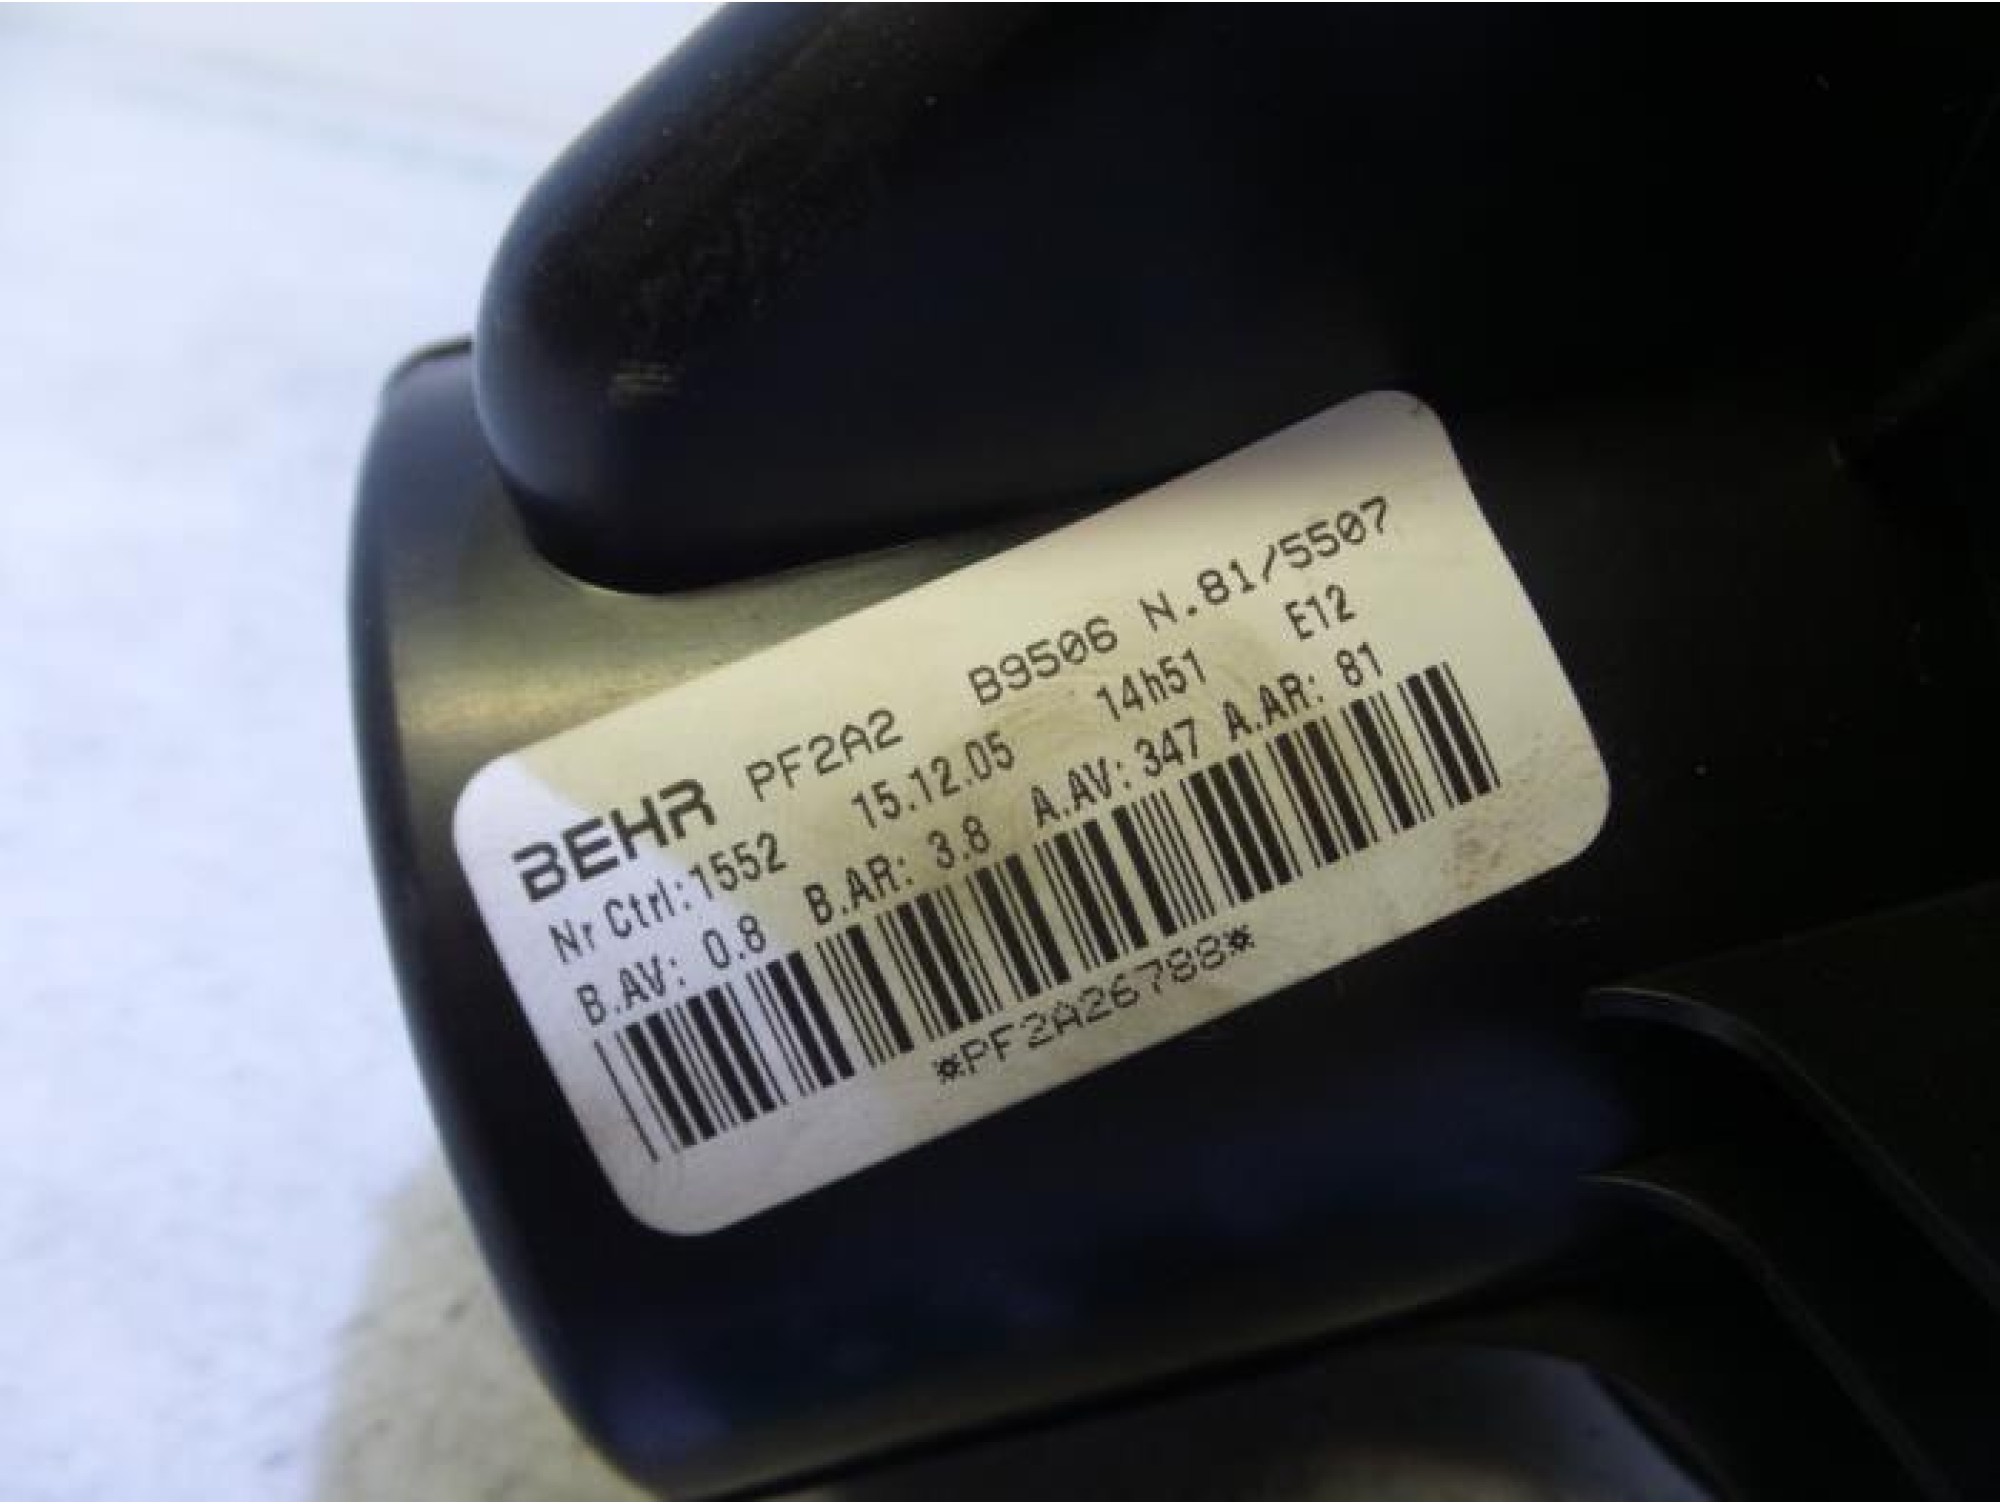 BEHR PF2A2 B9506 N.81/5507
Nr Ctrl:1552 15.12.05 14h51 E12
B.AV: 0.8 B.AR: 3.8 A.AV: 347 A.AR: 81
*PF2A26788*